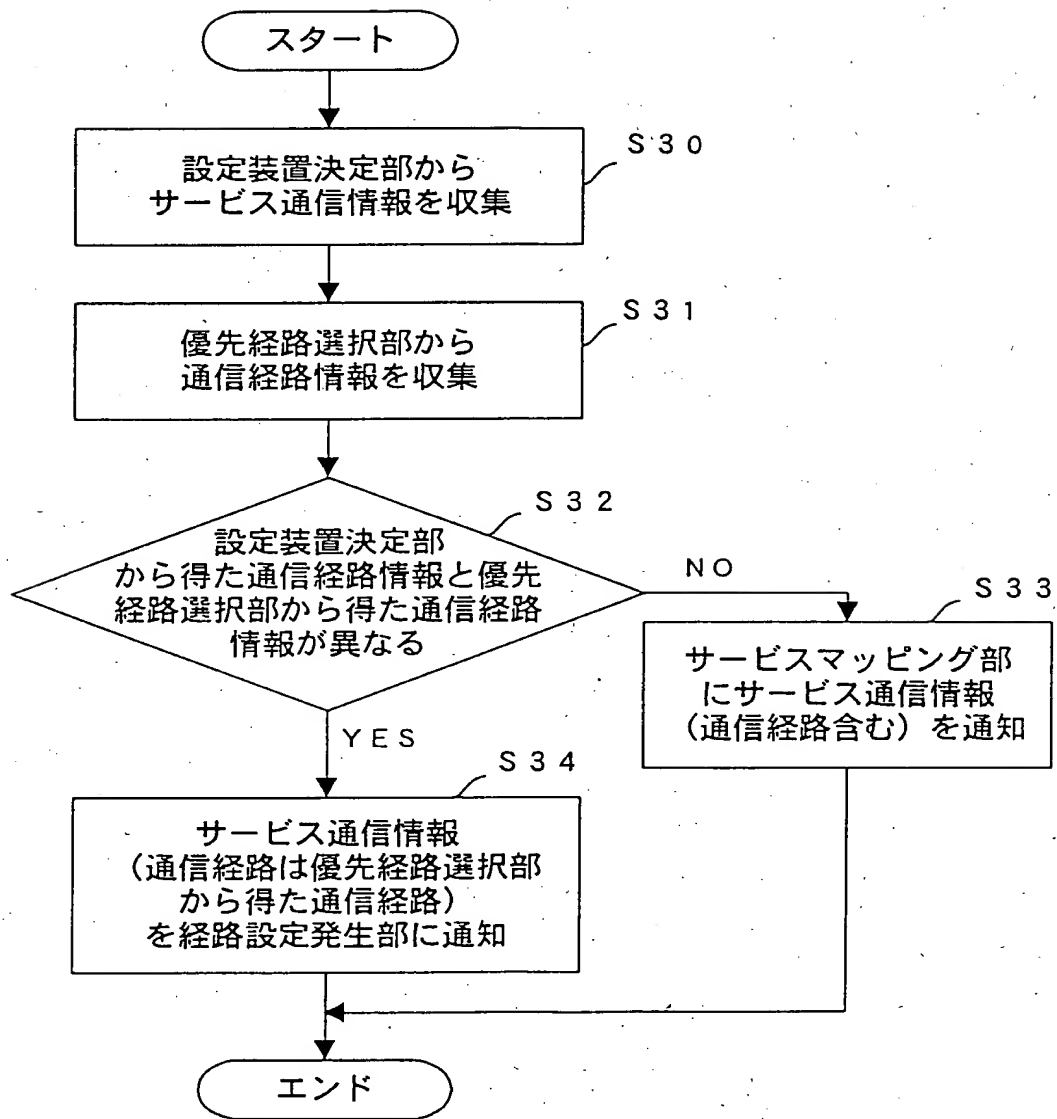 スタート
S30
設定装置決定部から
サービス通信情報を収集
S31
優先経路選択部から
通信経路情報を収集
S32
設定装置決定部
から得た通信経路情報と優先
経路選択部から得た通信経路
情報が異なる
NO
S33
サービスマッピング部
にサービス通信情報
(通信経路含む)を通知
YES
S34
サービス通信情報
(通信経路は優先経路選択部
から得た通信経路)
を経路設定発生部に通知
エンド